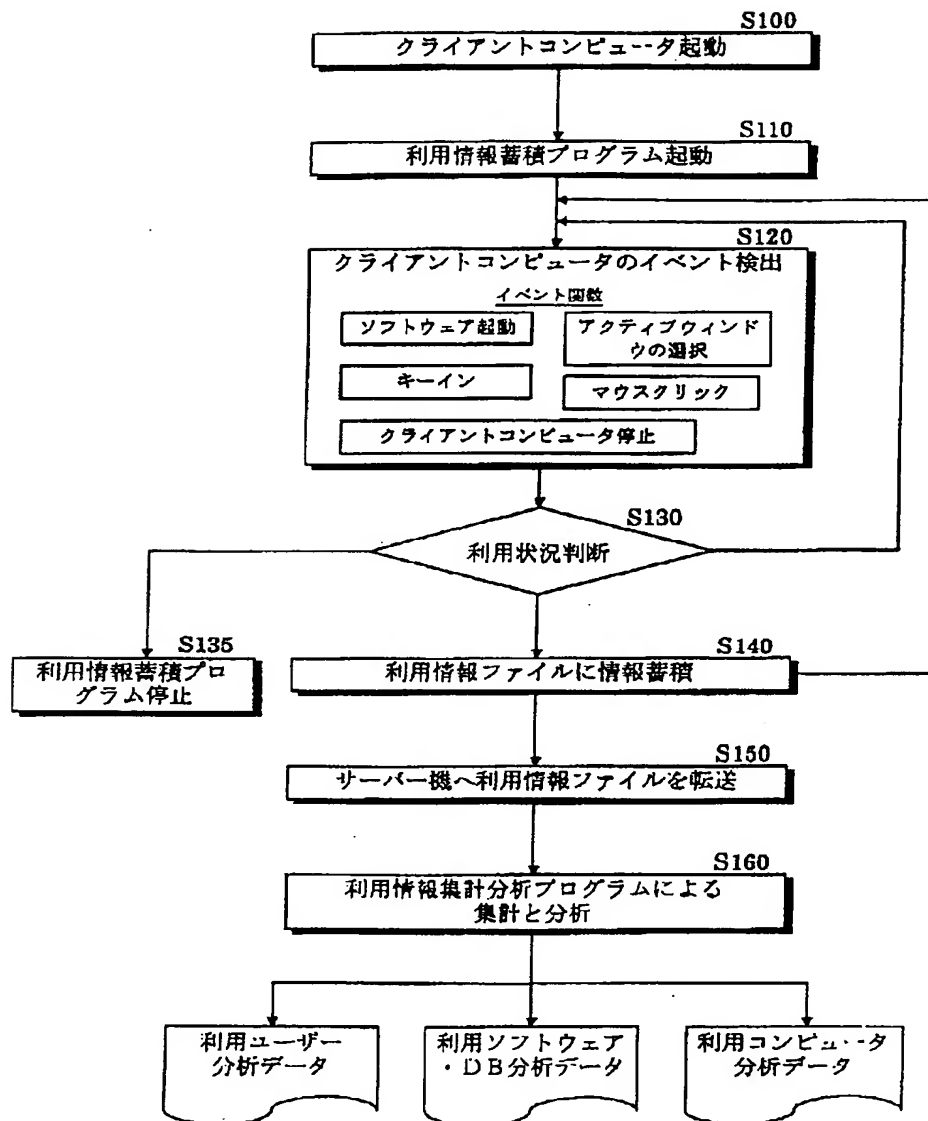 S100
クライアントコンピュータ起動
S110
利用情報蓄積プログラム起動
S120
クライアントコンピュータのイベント検出
イベント関数
ソフトウェア起動
アクティブウィンド
ウの選択
キーイン
マウスクリック
クライアントコンピュータ停止
S130
利用状況判断
S135
利用情報蓄積プロ
グラム停止
S140
利用情報ファイルに情報蓄積
S150
サーバー機へ利用情報ファイルを転送
S160
利用情報集計分析プログラムによる
集計と分析
利用ユーザー
分析データ
利用ソフトウェア
・DB分析データ
利用コンピュータ
分析データ